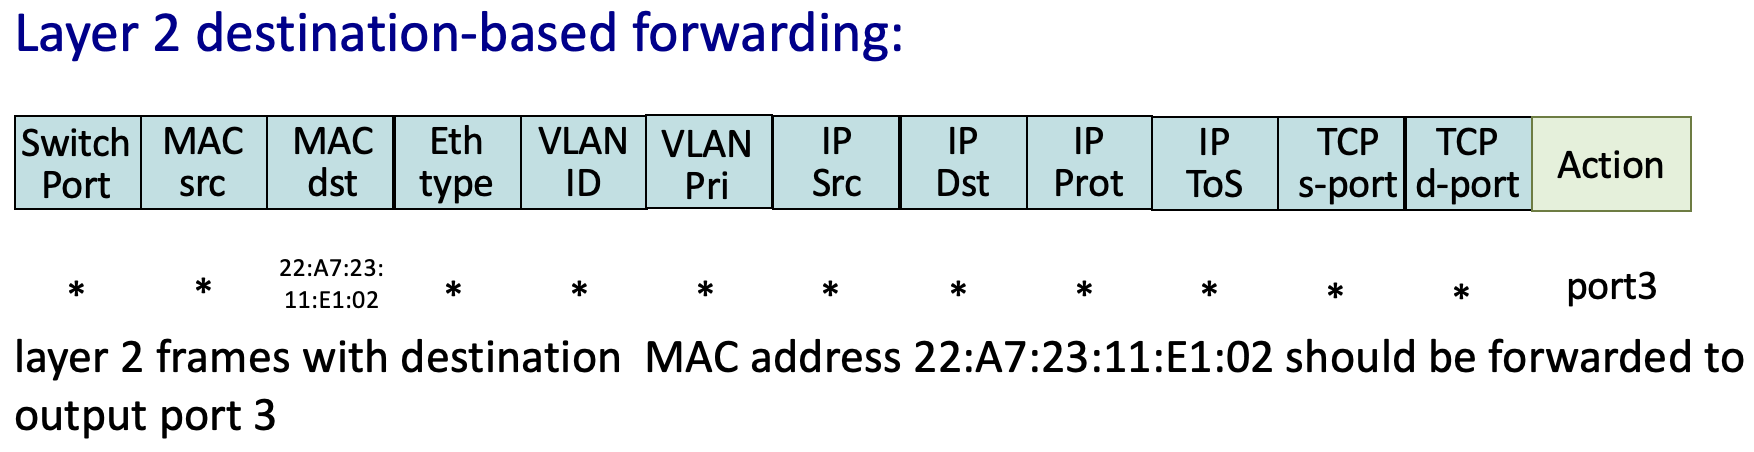 Layer 2 destination-based forwarding:
Switch Port MAC src MAC dst Eth type VLAN ID VLAN Pri IP Src IP Dst IP Prot IP ToS TCP s-port TCP d-port Action
* * 22:A7:23:11:E1:02 * * * * * * * * * port3
layer 2 frames with destination MAC address 22:A7:23:11:E1:02 should be forwarded to
output port 3